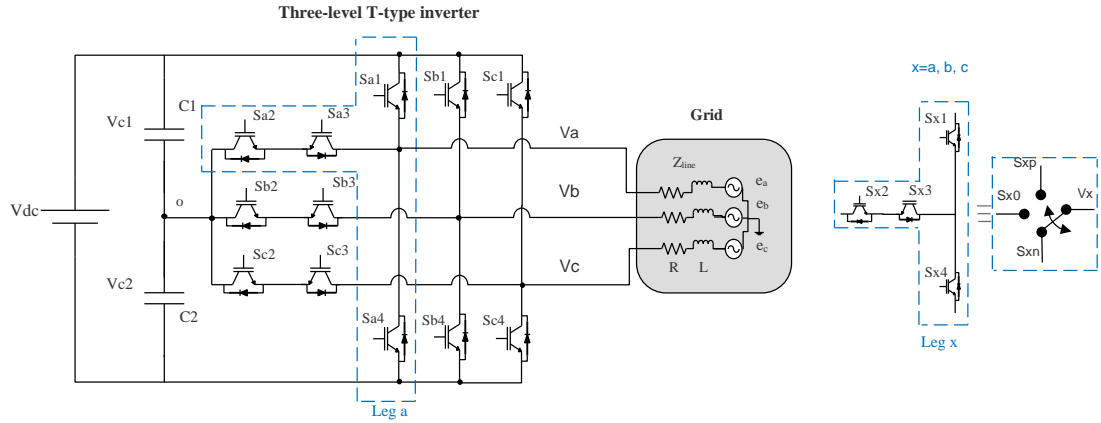 Three-level T-type inverter
x=a, b, c
Sa1
Sb1
Sc1
Sx1
C1
Vc1
Sa2
Sa3
Va
Grid
Zline
ea
Sxp
Sb2
Sb3
Vb
eb
Sx2
Sx3
Sx0
Vx
Vdc
o
Sc2
Sc3
Vc
ec
Sxn
R
L
Vc2
C2
Sa4
Sb4
Sc4
Sx4
Leg x
Leg a